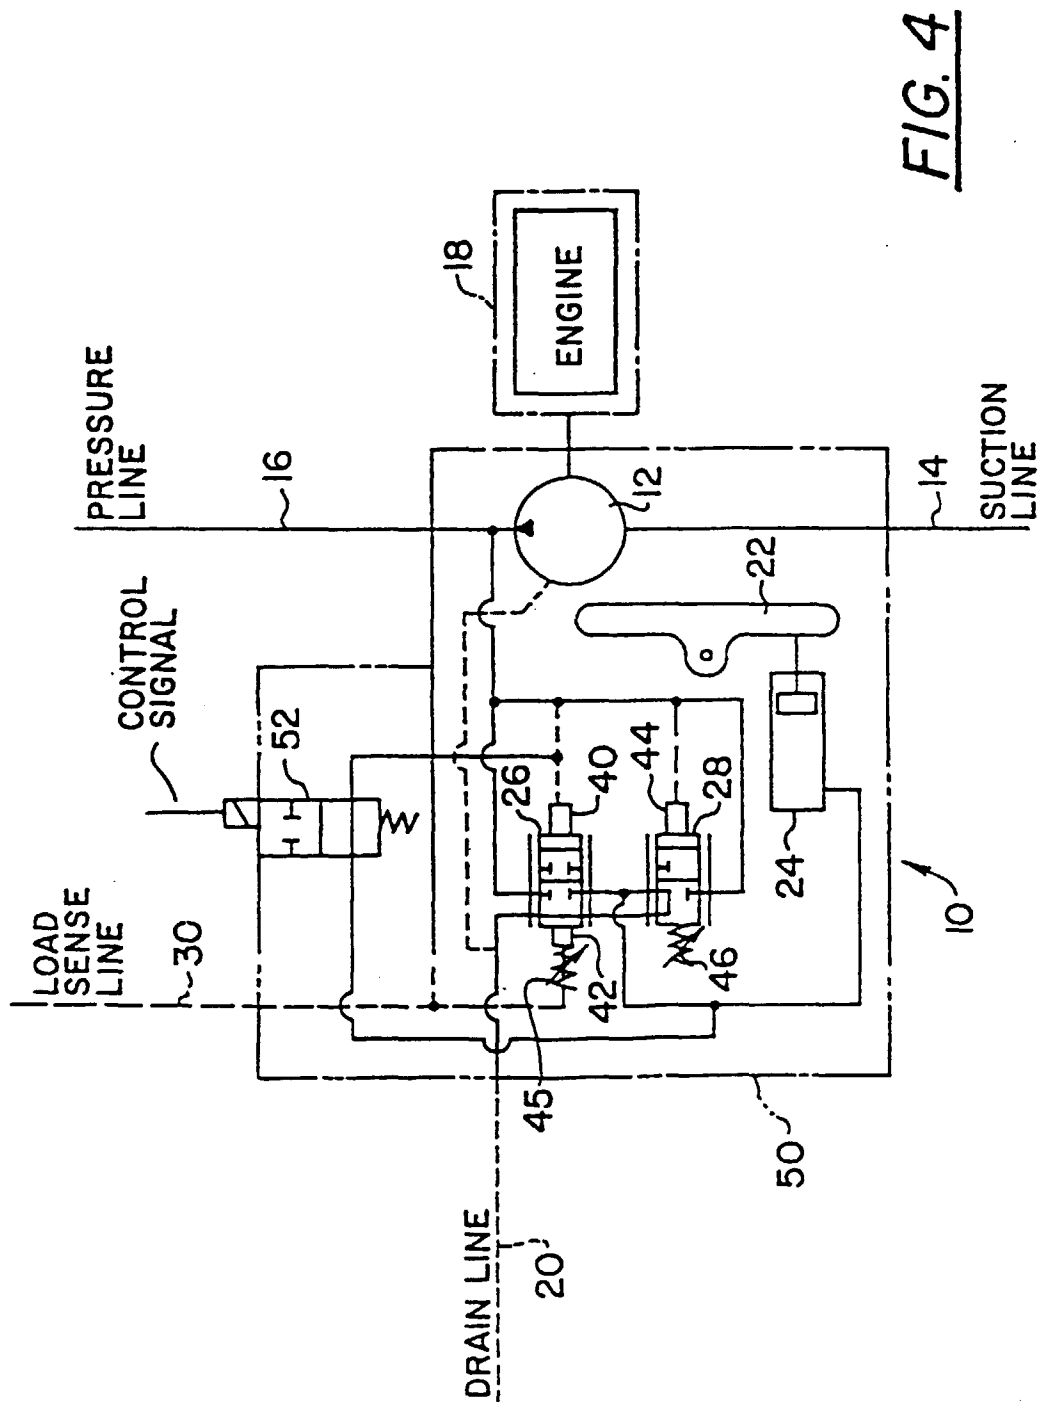 LOAD
SENSE
LINE
30
CONTROL
SIGNAL
52
PRESSURE
LINE
16
18
ENGINE
FIG. 4
DRAIN LINE
20
45
42
26
40
44
46
28
12
22
24
50
10
14
SUCTION
LINE